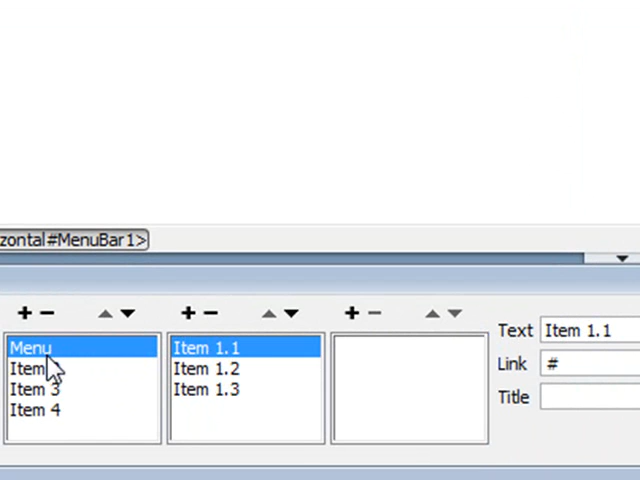 zontal#MenuBar1>
Menu
Item
Item 3
Item 4
Item 1.1
Item 1.2
Item 1.3
Text Item 1.1
Link #
Title